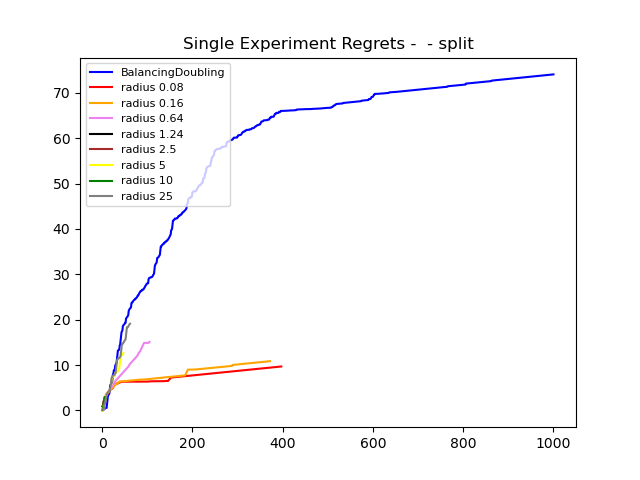 Single Experiment Regrets -  - split
BalancingDoubling
radius 0.08
radius 0.16
radius 0.64
radius 1.24
radius 2.5
radius 5
radius 10
radius 25
70
60
50
40
30
20
10
0
0 200 400 600 800 1000